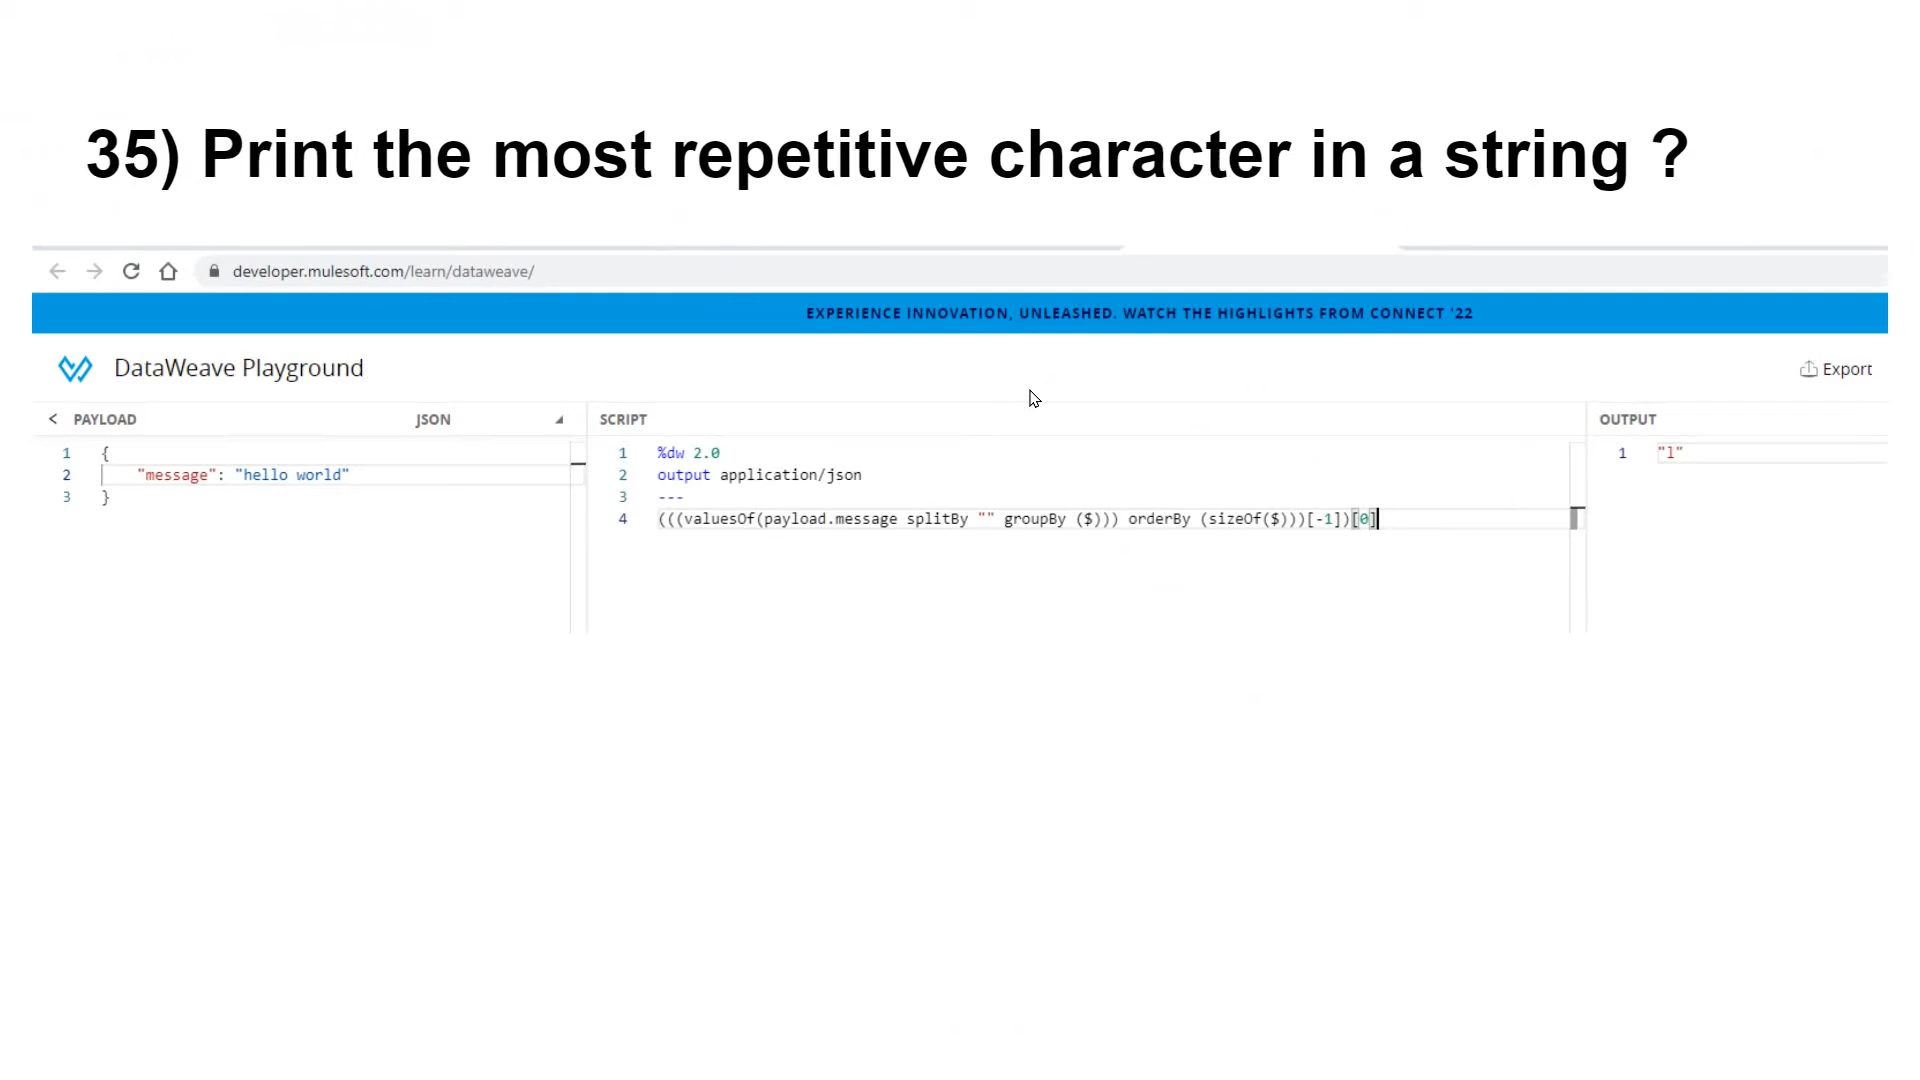 35) Print the most repetitive character in a string ?
developer.mulesoft.com/learn/dataweave/
EXPERIENCE INNOVATION, UNLEASHED. WATCH THE HIGHLIGHTS FROM CONNECT '22
DataWeave Playground
Export
< PAYLOAD JSON
1 {
2 "message": "hello world"
3 }
SCRIPT
1 %dw 2.0
2 output application/json
3 ---
4 (((valuesOf(payload.message splitBy "" groupBy ($))) orderBy (sizeOf($)))[-1])[0]
OUTPUT
1 "l"